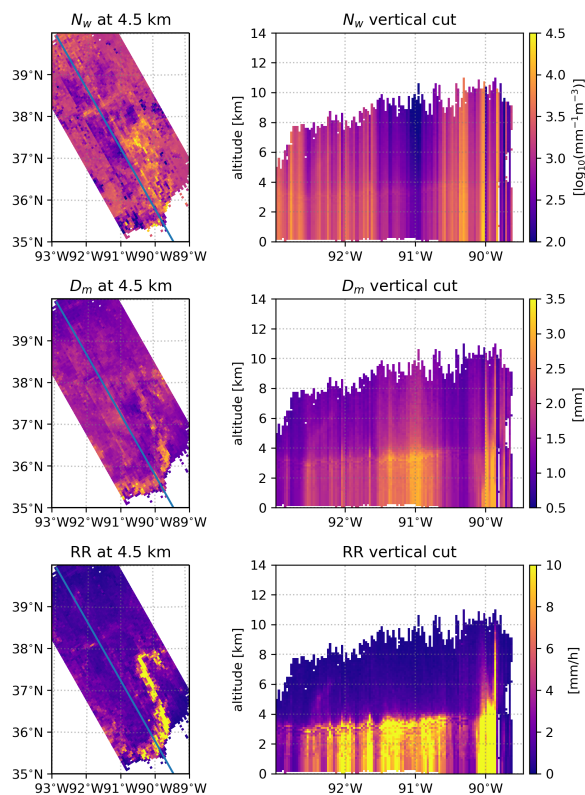 N_w at 4.5 km
N_w vertical cut
39°N
38°N
37°N
36°N
35°N
93°W92°W 91°W 90°W89°W
altitude [km]
14
12
10
8
6
4
2
0
92°W 91°W 90°W
4.5
4.0
3.5
3.0
2.5
2.0
[log₁₀(mm⁻¹m⁻³)]
D_m at 4.5 km
D_m vertical cut
39°N
38°N
37°N
36°N
35°N
93°W92°W 91°W 90°W89°W
altitude [km]
14
12
10
8
6
4
2
0
92°W 91°W 90°W
3.5
3.0
2.5
2.0
1.5
1.0
0.5
[mm]
RR at 4.5 km
RR vertical cut
39°N
38°N
37°N
36°N
35°N
93°W92°W 91°W 90°W89°W
altitude [km]
14
12
10
8
6
4
2
0
92°W 91°W 90°W
10
8
6
4
2
0
[mm/h]